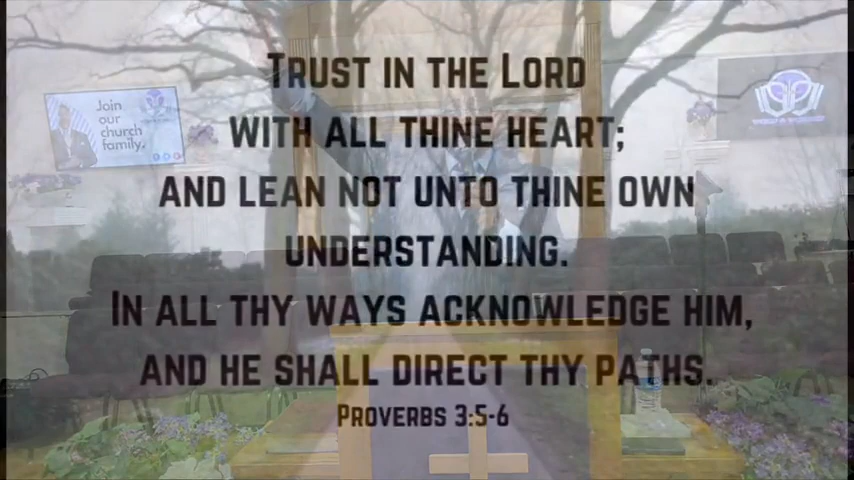 Trust in the Lord
with all thine heart;
and lean not unto thine own
understanding.
In all thy ways acknowledge him,
and he shall direct thy paths.
Proverbs 3:5-6
Join
our
church
family.